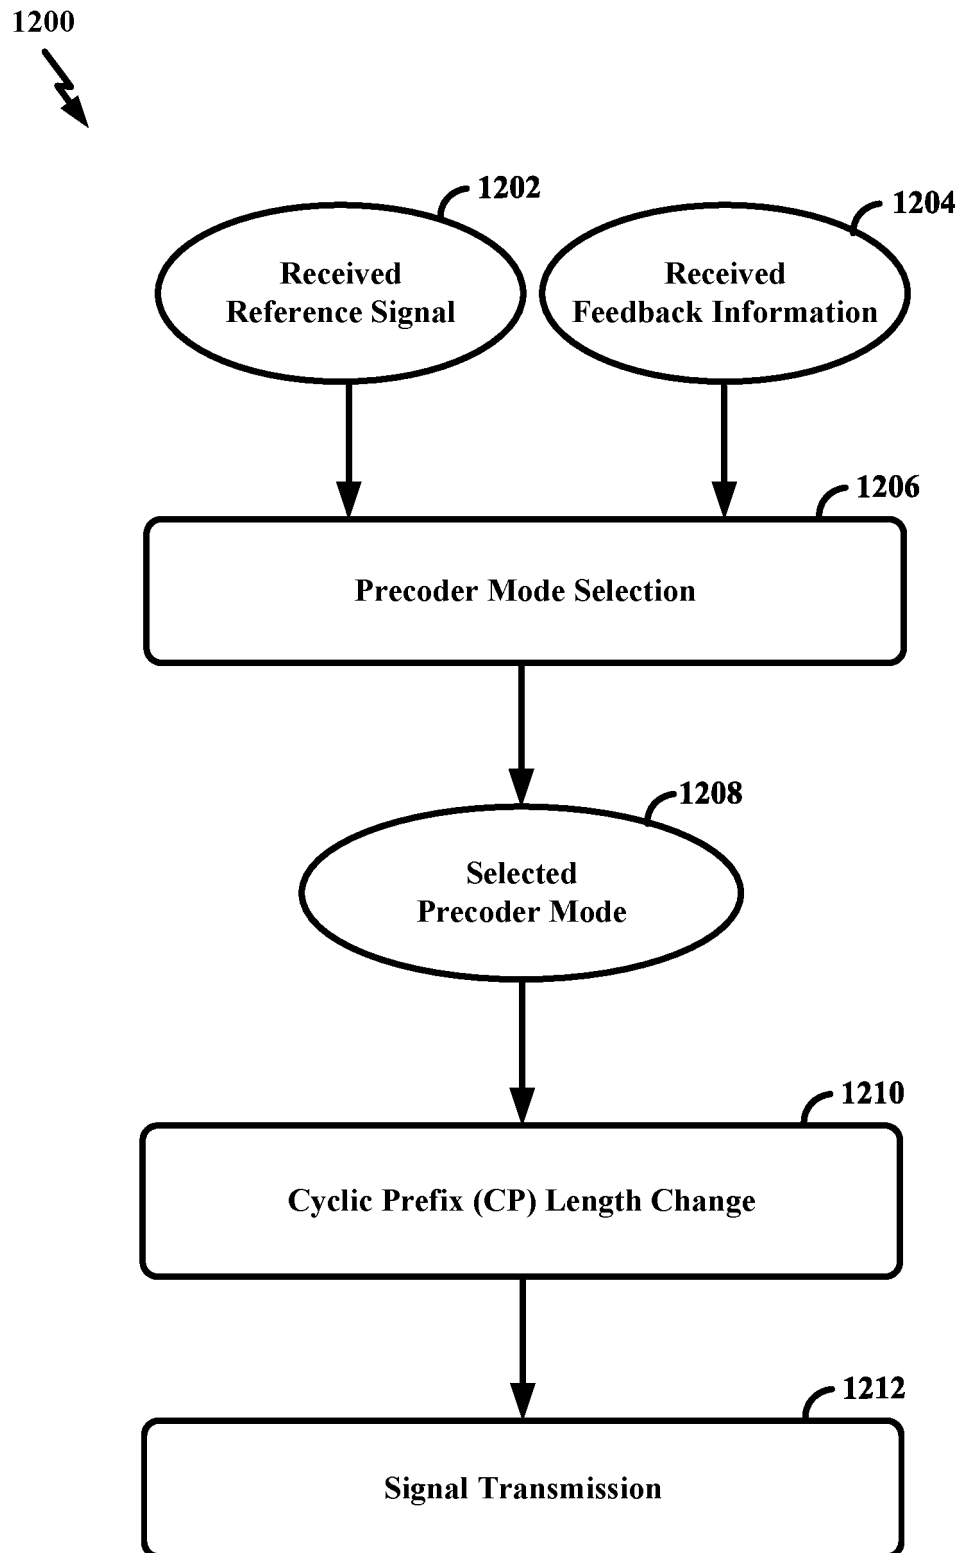 1200
1202
1204
Received
Reference Signal
Received
Feedback Information
1206
Precoder Mode Selection
1208
Selected
Precoder Mode
1210
Cyclic Prefix (CP) Length Change
1212
Signal Transmission